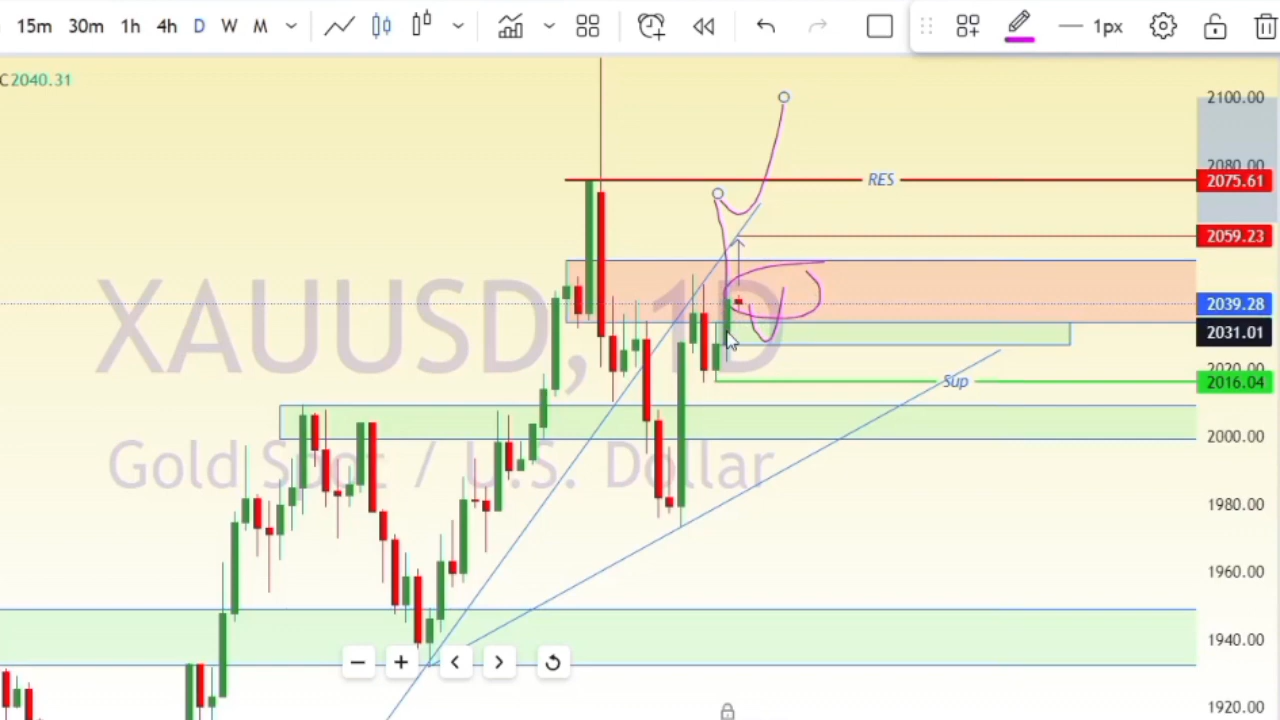 15m 30m 1h 4h D W M 1px
C2040.31
2100.00
2080.00
RES 2075.61
2059.23
XAUUSD, 1D
2039.28
2031.01
2020.00
Sup 2016.04
2000.00
Gold Spot / U.S. Dollar
1980.00
1960.00
1940.00
1920.00